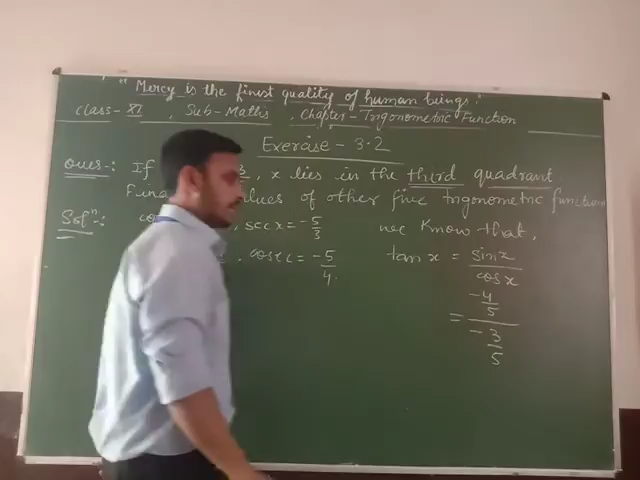 "Mercy is the finest quality of human beings."
Class- XI , Sub- Maths , Chapter- Trigonometric Function
Exercise - 3.2
Ques-: If 3, x lies in the third quadrant
Find values of other five trigonometric function
Solⁿ-: , sec x = -5/3
. cosec = -5/4.
we know that,
tan x = sin x / cos x
= -4/5 / -3/5